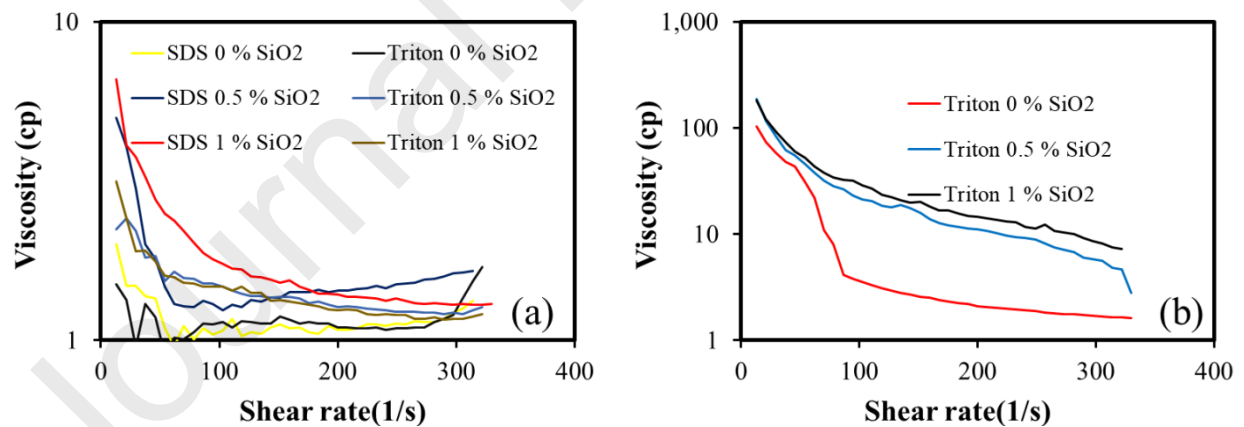 Journal
10
SDS 0 % SiO2
Triton 0 % SiO2
SDS 0.5 % SiO2
Triton 0.5 % SiO2
SDS 1 % SiO2
Triton 1 % SiO2
Viscosity (cp)
1
(a)
0 100 200 300 400
Shear rate(1/s)
1,000
Triton 0 % SiO2
100
Triton 0.5 % SiO2
Triton 1 % SiO2
Viscosity (cp)
10
1
(b)
0 100 200 300 400
Shear rate(1/s)